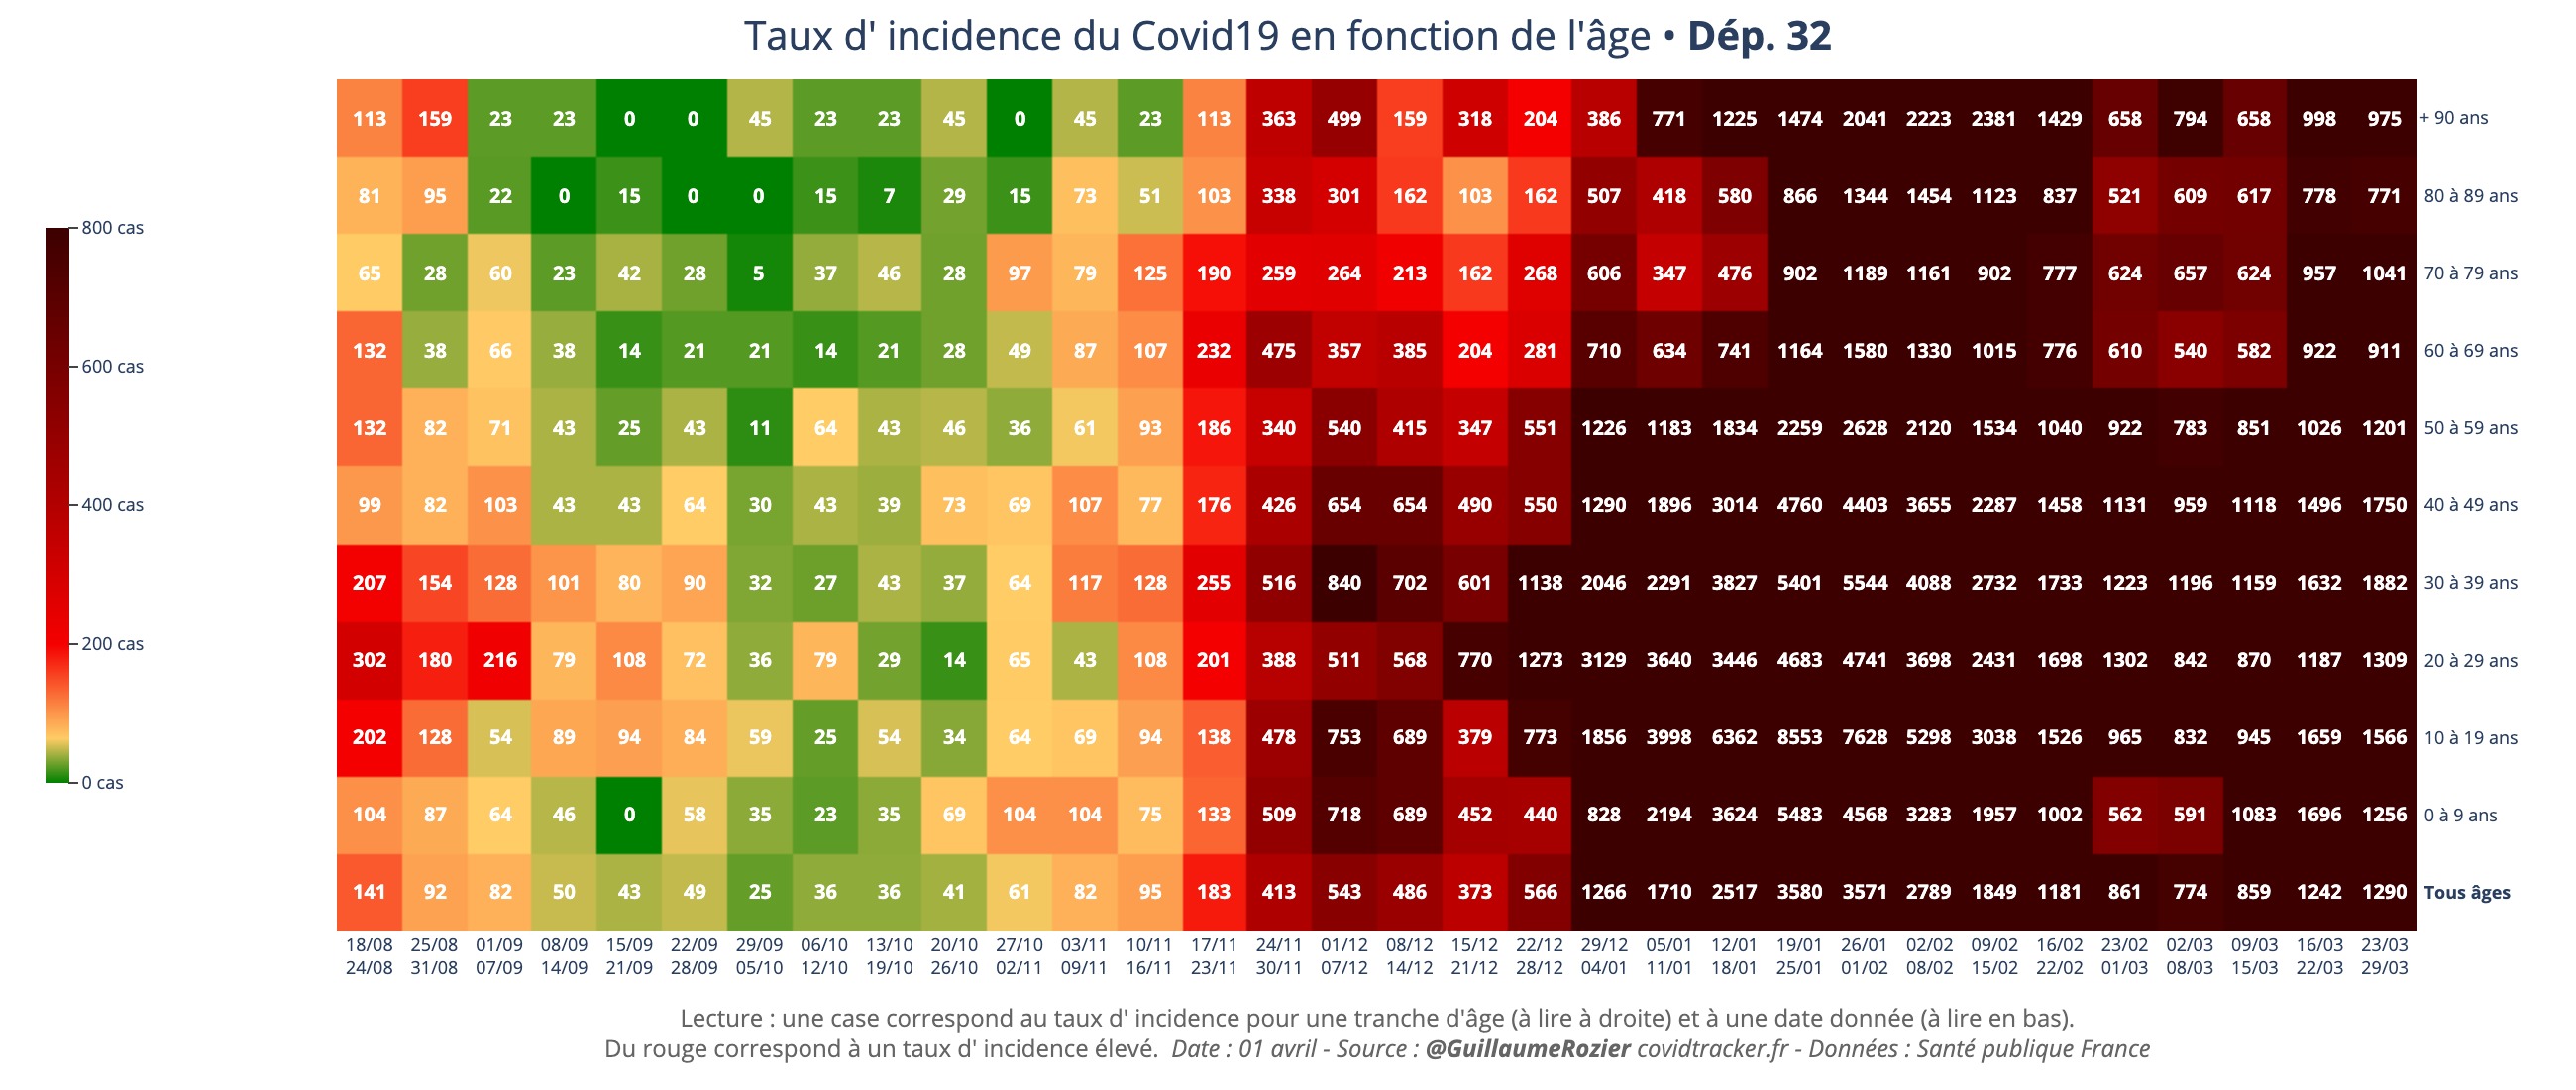 Taux d' incidence du Covid19 en fonction de l'âge • Dép. 32
800 cas
600 cas
400 cas
200 cas
0 cas
113 159 23 23 0 0 45 23 23 45 0 45 23 113 363 499 159 318 204 386 771 1225 1474 2041 2223 2381 1429 658 794 658 998 975 + 90 ans
81 95 22 0 15 0 0 15 7 29 15 73 51 103 338 301 162 103 162 507 418 580 866 1344 1454 1123 837 521 609 617 778 771 80 à 89 ans
65 28 60 23 42 28 5 37 46 28 97 79 125 190 259 264 213 162 268 606 347 476 902 1189 1161 902 777 624 657 624 957 1041 70 à 79 ans
132 38 66 38 14 21 21 14 21 28 49 87 107 232 475 357 385 204 281 710 634 741 1164 1580 1330 1015 776 610 540 582 922 911 60 à 69 ans
132 82 71 43 25 43 11 64 43 46 36 61 93 186 340 540 415 347 551 1226 1183 1834 2259 2628 2120 1534 1040 922 783 851 1026 1201 50 à 59 ans
99 82 103 43 43 64 30 43 39 73 69 107 77 176 426 654 654 490 550 1290 1896 3014 4760 4403 3655 2287 1458 1131 959 1118 1496 1750 40 à 49 ans
207 154 128 101 80 90 32 27 43 37 64 117 128 255 516 840 702 601 1138 2046 2291 3827 5401 5544 4088 2732 1733 1223 1196 1159 1632 1882 30 à 39 ans
302 180 216 79 108 72 36 79 29 14 65 43 108 201 388 511 568 770 1273 3129 3640 3446 4683 4741 3698 2431 1698 1302 842 870 1187 1309 20 à 29 ans
202 128 54 89 94 84 59 25 54 34 64 69 94 138 478 753 689 379 773 1856 3998 6362 8553 7628 5298 3038 1526 965 832 945 1659 1566 10 à 19 ans
104 87 64 46 0 58 35 23 35 69 104 104 75 133 509 718 689 452 440 828 2194 3624 5483 4568 3283 1957 1002 562 591 1083 1696 1256 0 à 9 ans
141 92 82 50 43 49 25 36 36 41 61 82 95 183 413 543 486 373 566 1266 1710 2517 3580 3571 2789 1849 1181 861 774 859 1242 1290 Tous âges
18/08 25/08 01/09 08/09 15/09 22/09 29/09 06/10 13/10 20/10 27/10 03/11 10/11 17/11 24/11 01/12 08/12 15/12 22/12 29/12 05/01 12/01 19/01 26/01 02/02 09/02 16/02 23/02 02/03 09/03 16/03 23/03
24/08 31/08 07/09 14/09 21/09 28/09 05/10 12/10 19/10 26/10 02/11 09/11 16/11 23/11 30/11 07/12 14/12 21/12 28/12 04/01 11/01 18/01 25/01 01/02 08/02 15/02 22/02 01/03 08/03 15/03 22/03 29/03
Lecture : une case correspond au taux d' incidence pour une tranche d'âge (à lire à droite) et à une date donnée (à lire en bas).
Du rouge correspond à un taux d' incidence élevé. Date : 01 avril - Source : @GuillaumeRozier covidtracker.fr - Données : Santé publique France